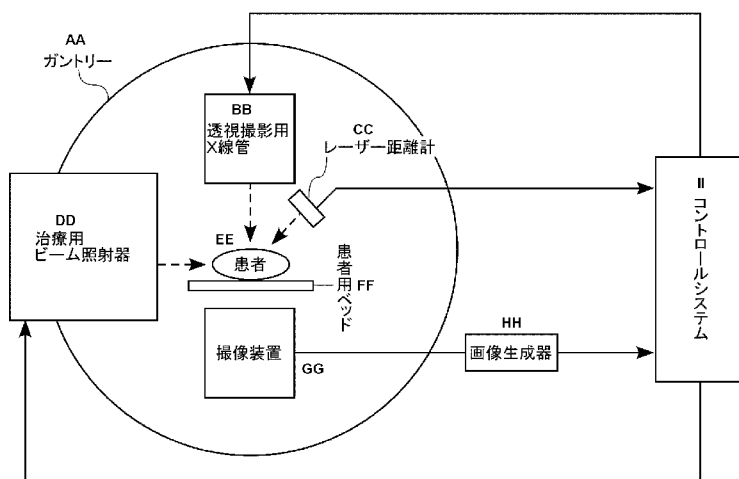 AA
ガントリー
BB
透視撮影用
X線管
CC
レーザー距離計
DD
治療用
ビーム照射器
EE
患者
患者用ベッド
FF
撮像装置
GG
HH
画像生成器
II コントロールシステム